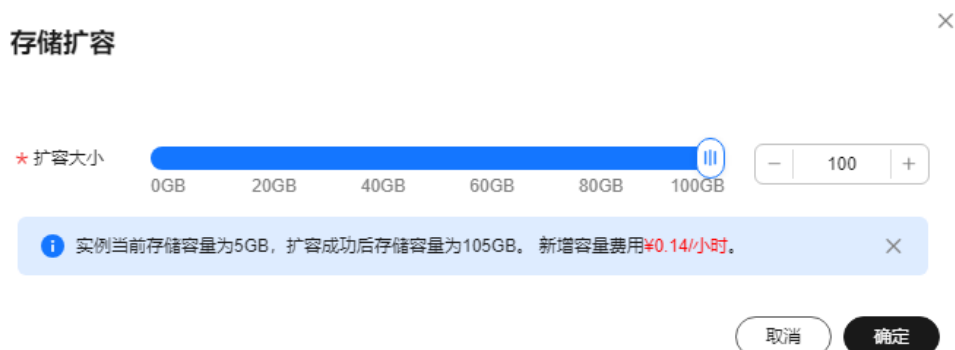 存储扩容
* 扩容大小
0GB 20GB 40GB 60GB 80GB 100GB
− 100 +
实例当前存储容量为5GB，扩容成功后存储容量为105GB。 新增容量费用¥0.14/小时。
取消 确定